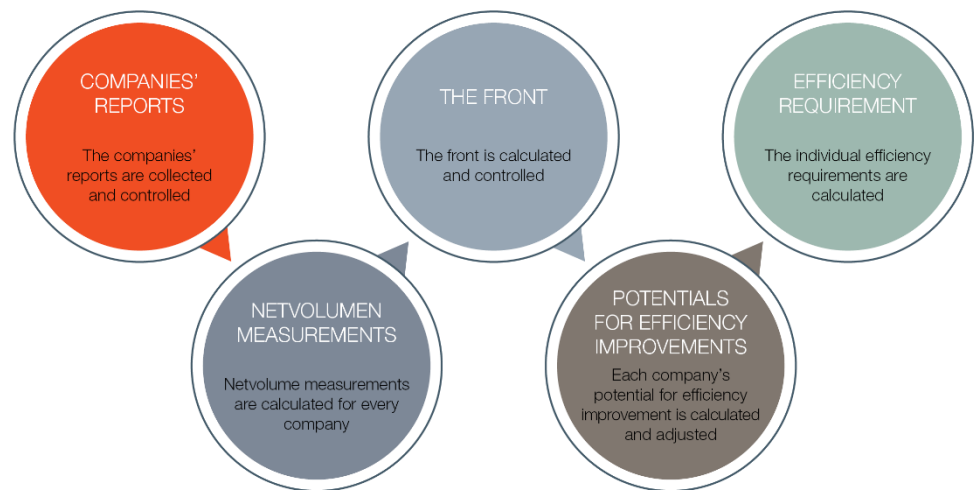 COMPANIES'
REPORTS
The companies'
reports are collected
and controlled
NETVOLUMEN
MEASUREMENTS
Netvolume measurements
are calculated for every
company
THE FRONT
The front is calculated
and controlled
POTENTIALS
FOR EFFICIENCY
IMPROVEMENTS
Each company's
potential for efficiency
improvement is calculated
and adjusted
EFFICIENCY
REQUIREMENT
The individual efficiency
requirements are
calculated